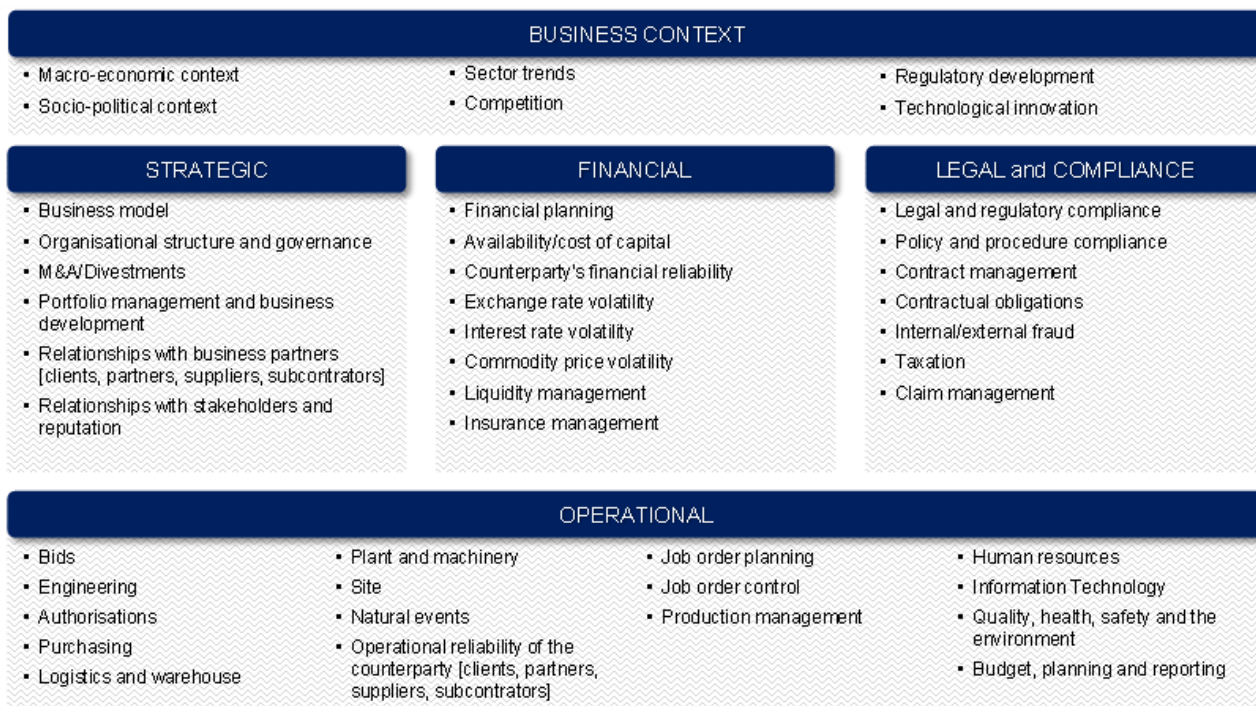 BUSINESS CONTEXT
▪ Macro-economic context
▪ Socio-political context
▪ Sector trends
▪ Competition
▪ Regulatory development
▪ Technological innovation
STRATEGIC
▪ Business model
▪ Organisational structure and governance
▪ M&A/Divestments
▪ Portfolio management and business
development
▪ Relationships with business partners
[clients, partners, suppliers, subcontrators]
▪ Relationships with stakeholders and
reputation
FINANCIAL
▪ Financial planning
▪ Availability/cost of capital
▪ Counterparty's financial reliability
▪ Exchange rate volatility
▪ Interest rate volatility
▪ Commodity price volatility
▪ Liquidity management
▪ Insurance management
LEGAL and COMPLIANCE
▪ Legal and regulatory compliance
▪ Policy and procedure compliance
▪ Contract management
▪ Contractual obligations
▪ Internal/external fraud
▪ Taxation
▪ Claim management
OPERATIONAL
▪ Bids
▪ Engineering
▪ Authorisations
▪ Purchasing
▪ Logistics and warehouse
▪ Plant and machinery
▪ Site
▪ Natural events
▪ Operational reliability of the
counterparty [clients, partners,
suppliers, subcontrators]
▪ Job order planning
▪ Job order control
▪ Production management
▪ Human resources
▪ Information Technology
▪ Quality, health, safety and the
environment
▪ Budget, planning and reporting